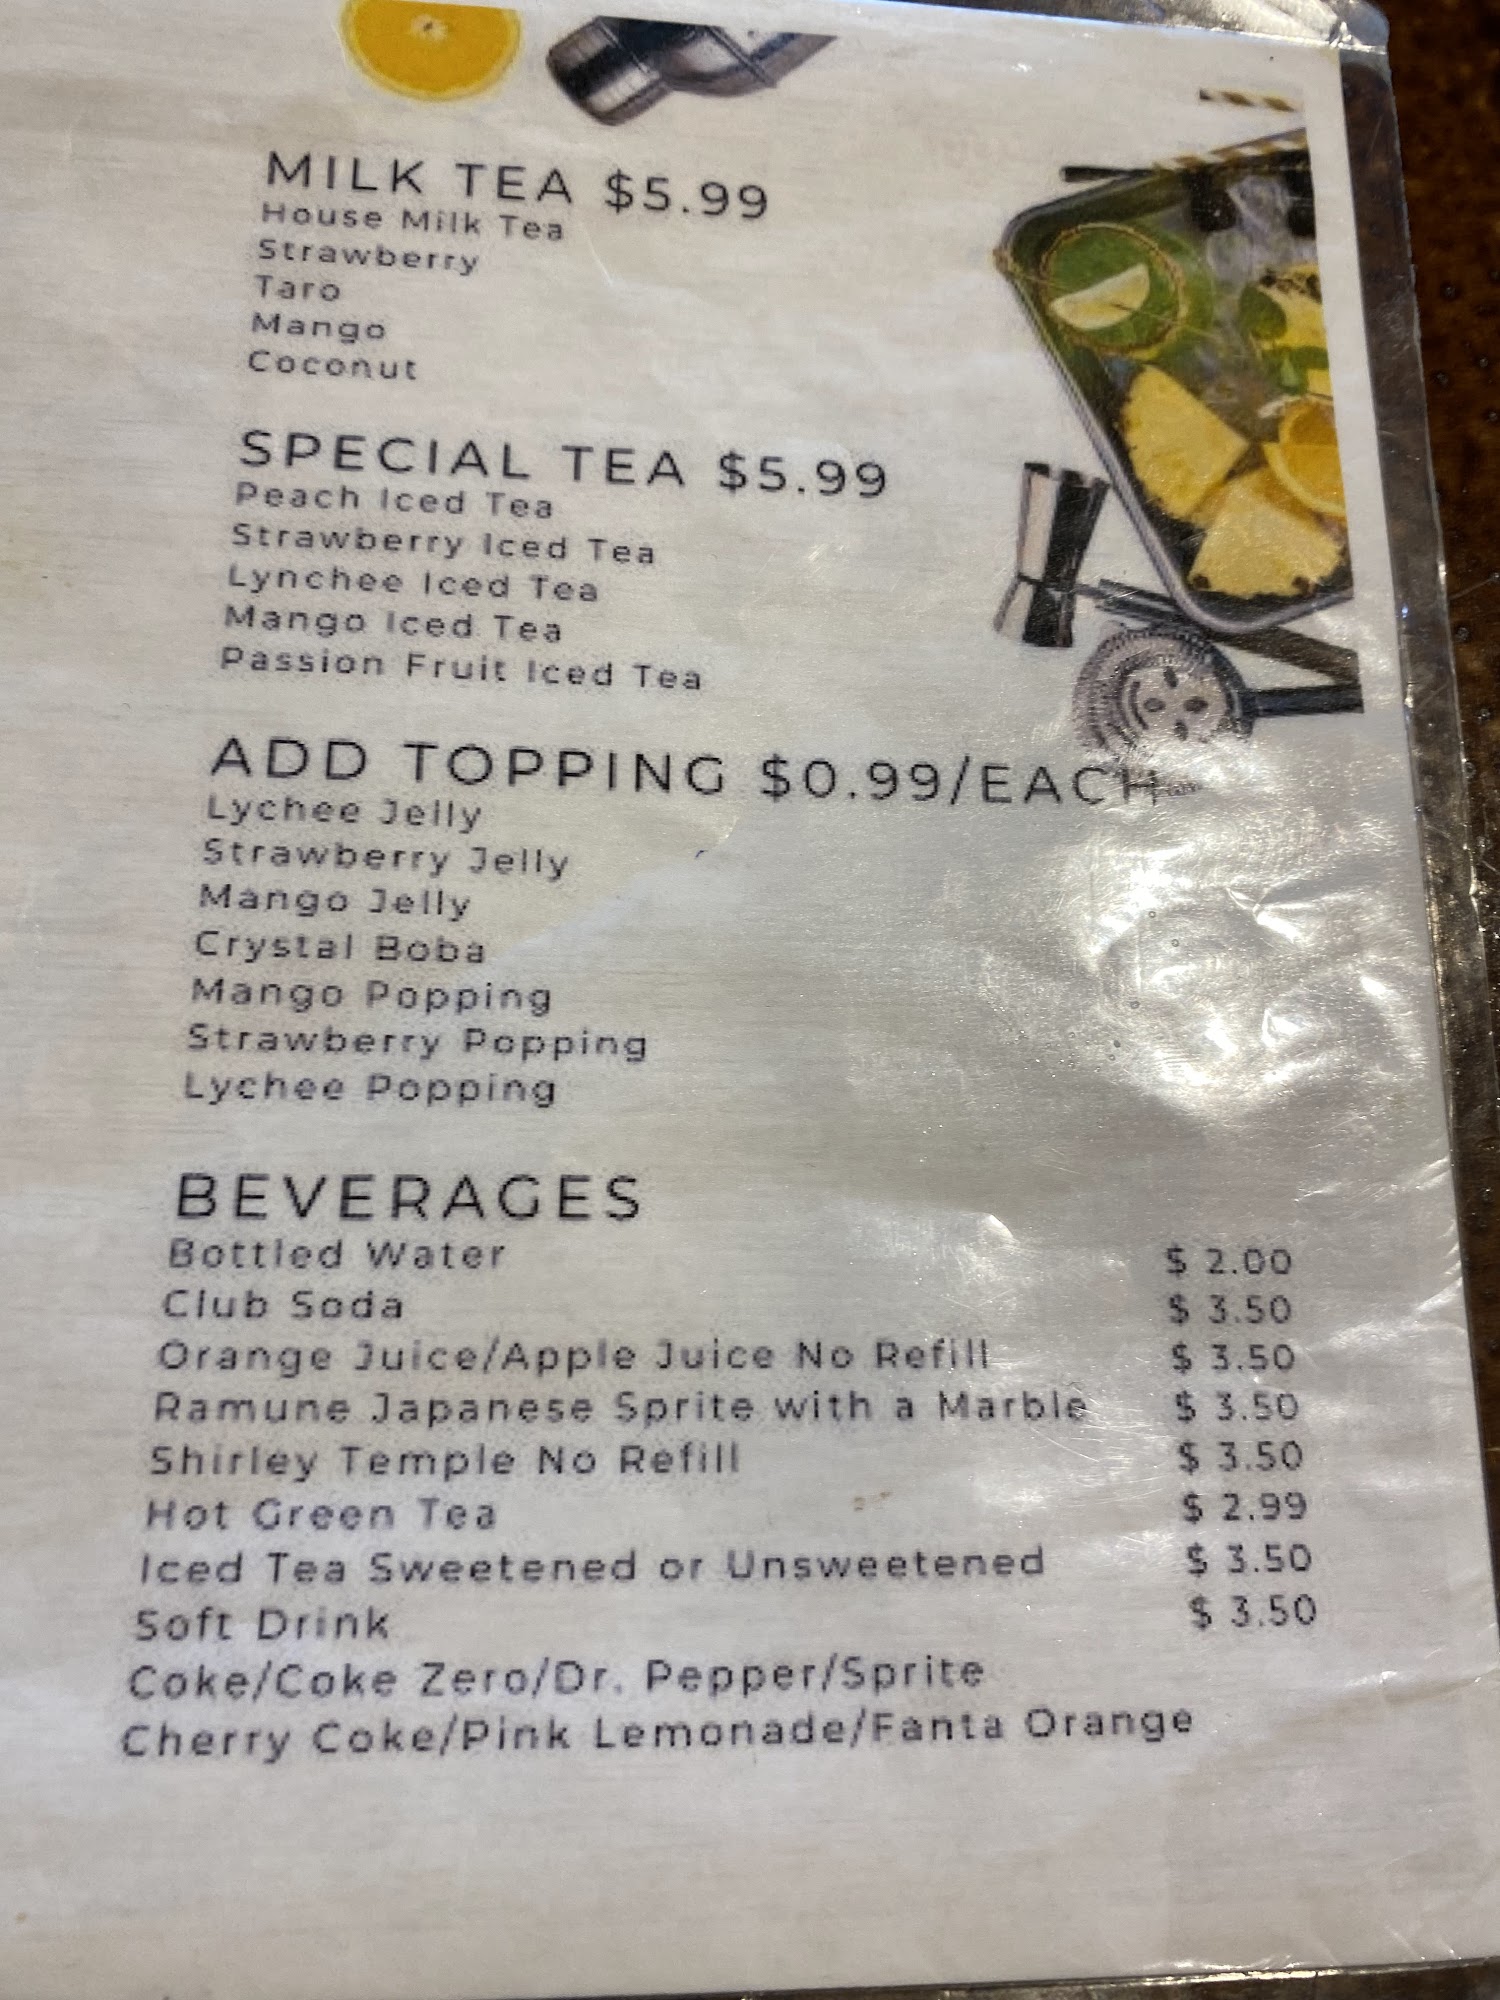 MILK TEA $5.99
House Milk Tea
Strawberry
Taro
Mango
Coconut
SPECIAL TEA $5.99
Peach Iced Tea
Strawberry Iced Tea
Lynchee Iced Tea
Mango Iced Tea
Passion Fruit Iced Tea
ADD TOPPING $0.99/EACH
Lychee Jelly
Strawberry Jelly
Mango Jelly
Crystal Boba
Mango Popping
Strawberry Popping
Lychee Popping
BEVERAGES
Bottled Water $ 2.00
Club Soda $ 3.50
Orange Juice/Apple Juice No Refill $ 3.50
Ramune Japanese Sprite with a Marble $ 3.50
Shirley Temple No Refill $ 3.50
Hot Green Tea $ 2.99
Iced Tea Sweetened or Unsweetened $ 3.50
Soft Drink $ 3.50
Coke/Coke Zero/Dr. Pepper/Sprite
Cherry Coke/Pink Lemonade/Fanta Orange